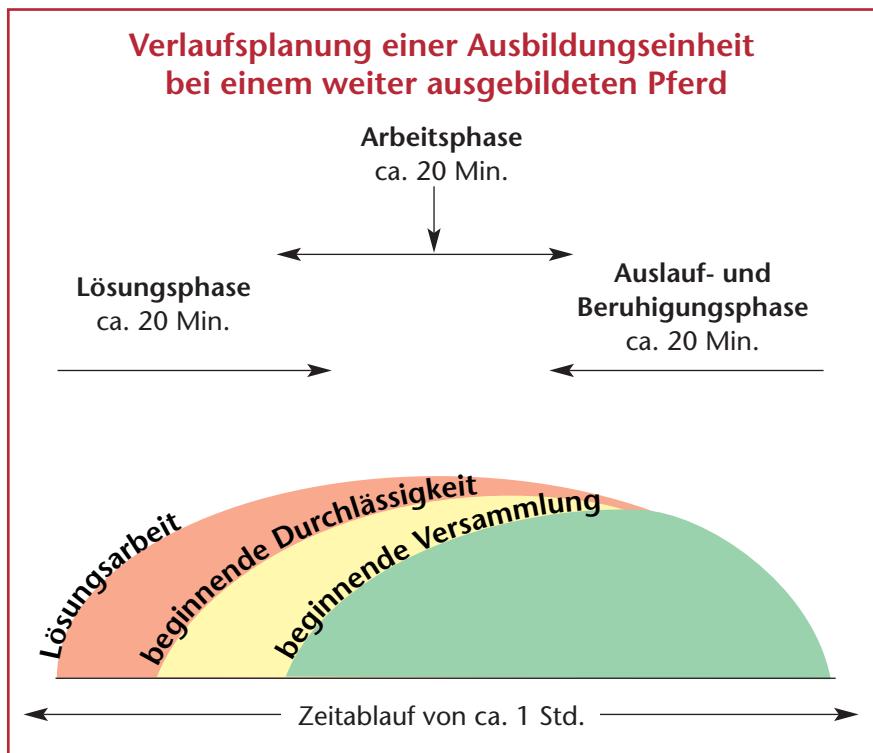 Verlaufsplanung einer Ausbildungseinheit
bei einem weiter ausgebildeten Pferd
Arbeitsphase
ca. 20 Min.
Lösungsphase
ca. 20 Min.
Auslauf- und
Beruhigungsphase
ca. 20 Min.
Lösungsarbeit
beginnende Durchlässigkeit
beginnende Versammlung
Zeitablauf von ca. 1 Std.